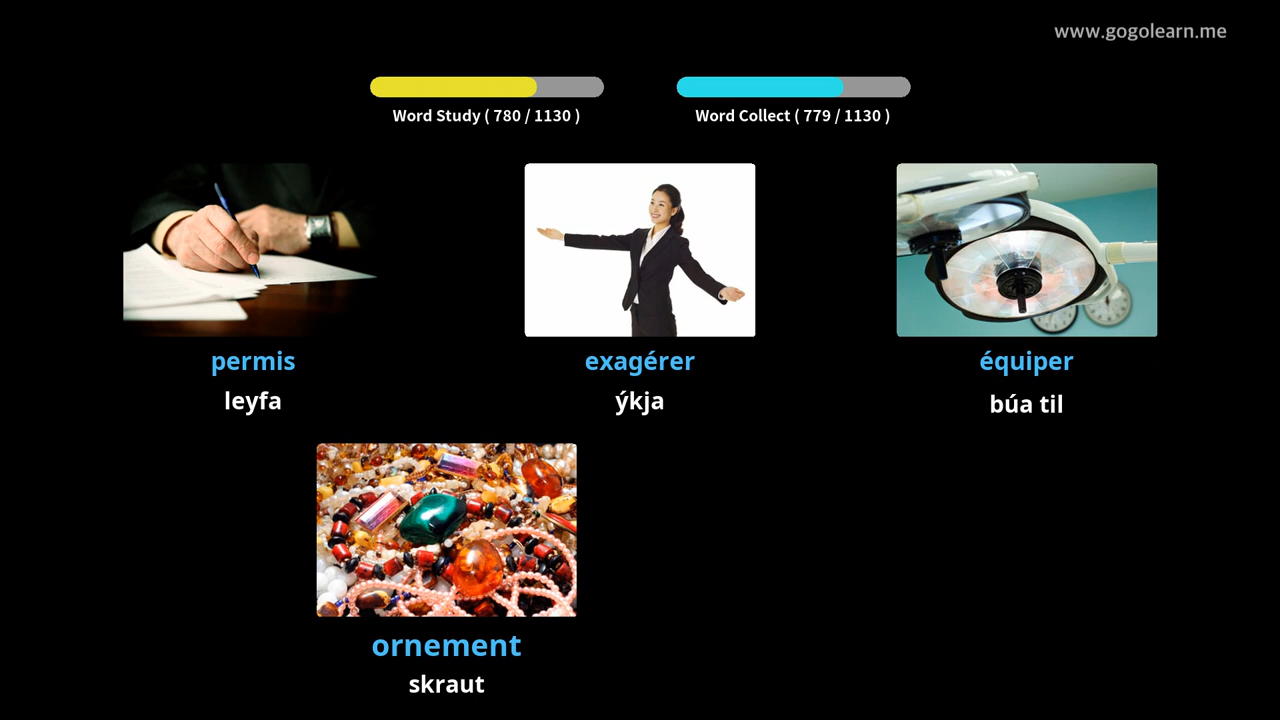 www.gogolearn.me
Word Study ( 780 / 1130 )
Word Collect ( 779 / 1130 )
permis
leyfa
exagérer
ýkja
équiper
búa til
ornement
skraut